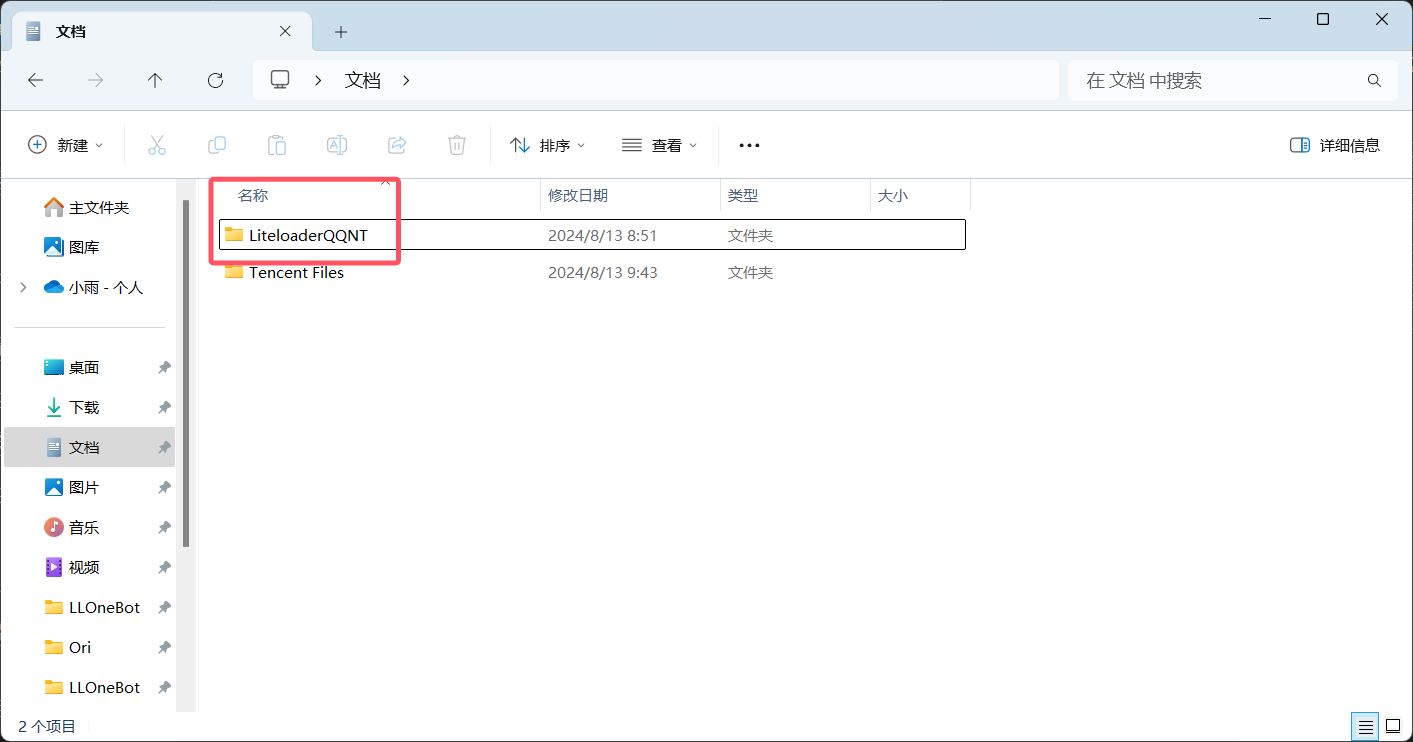 文档
文档
在 文档 中搜索
新建
排序
查看
详细信息
主文件夹
图库
小雨 - 个人
桌面
下载
文档
图片
音乐
视频
LLOneBot
Ori
LLOneBot
名称 修改日期 类型 大小
LiteloaderQQNT 2024/8/13 8:51 文件夹
Tencent Files 2024/8/13 9:43 文件夹
2 个项目